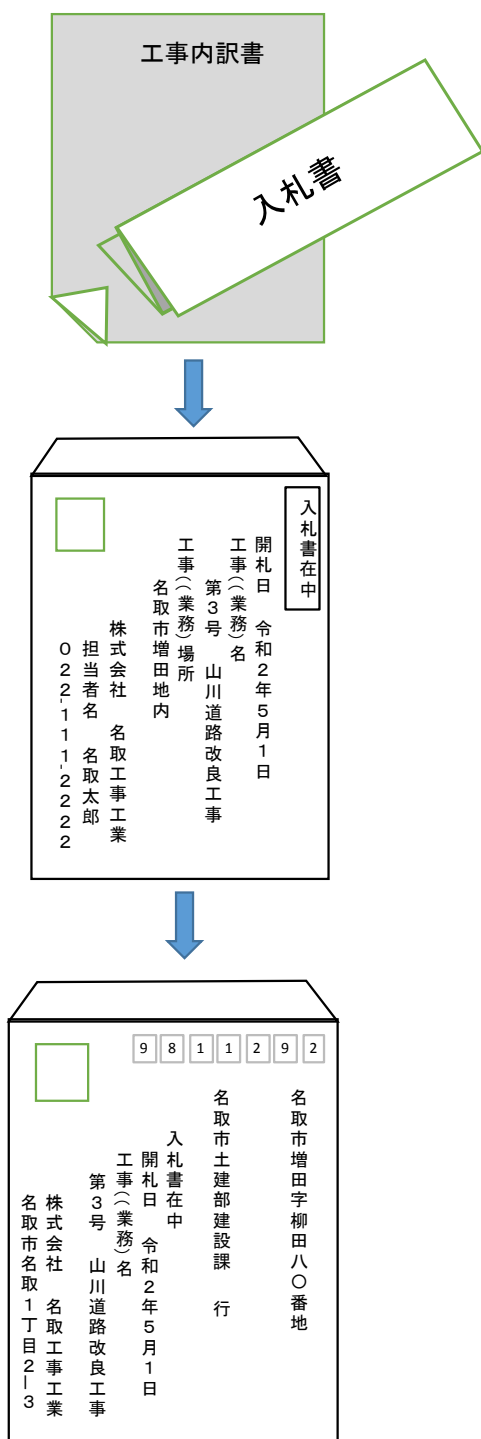 工事内訳書
入札書
入札書在中
開札日　令和2年5月1日
工事(（業務)名
第3号　山川道路改良工事
工事(（業務)場所
名取市増田地内
株式会社　名取工事工業
担当者名　名取太郎
022-111-2222
9811292
名取市増田字柳田八〇番地
名取市土建部建設課　行
入札書在中
開札日　令和2年5月1日
工事(（業務)名
第3号　山川道路改良工事
株式会社　名取工事工業
名取市名取1丁目2－3